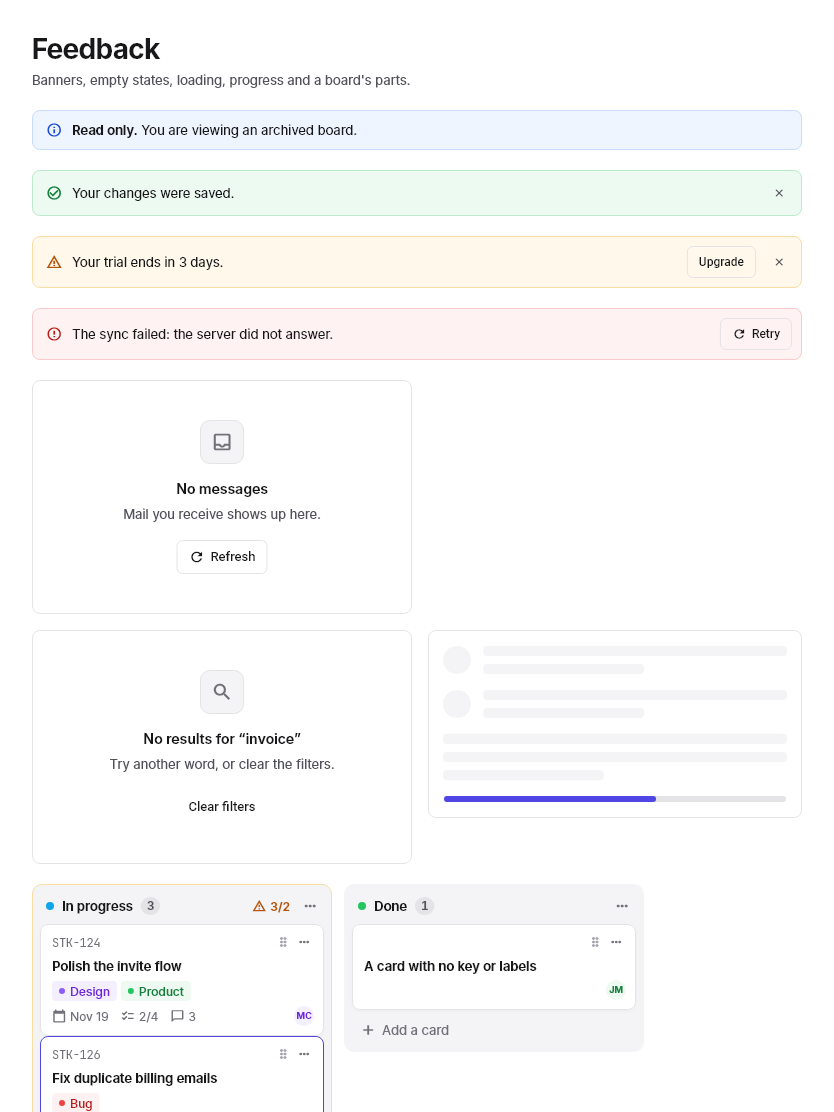 Feedback
Banners, empty states, loading, progress and a board's parts.
Read only. You are viewing an archived board.
Your changes were saved.
Your trial ends in 3 days.
Upgrade
The sync failed: the server did not answer.
Retry
No messages
Mail you receive shows up here.
Refresh
No results for “invoice”
Try another word, or clear the filters.
Clear filters
In progress 3
3/2
STK-124
Polish the invite flow
Design Product
Nov 19 2/4 3 MC
STK-126
Fix duplicate billing emails
Bug
Done 1
A card with no key or labels
JM
Add a card